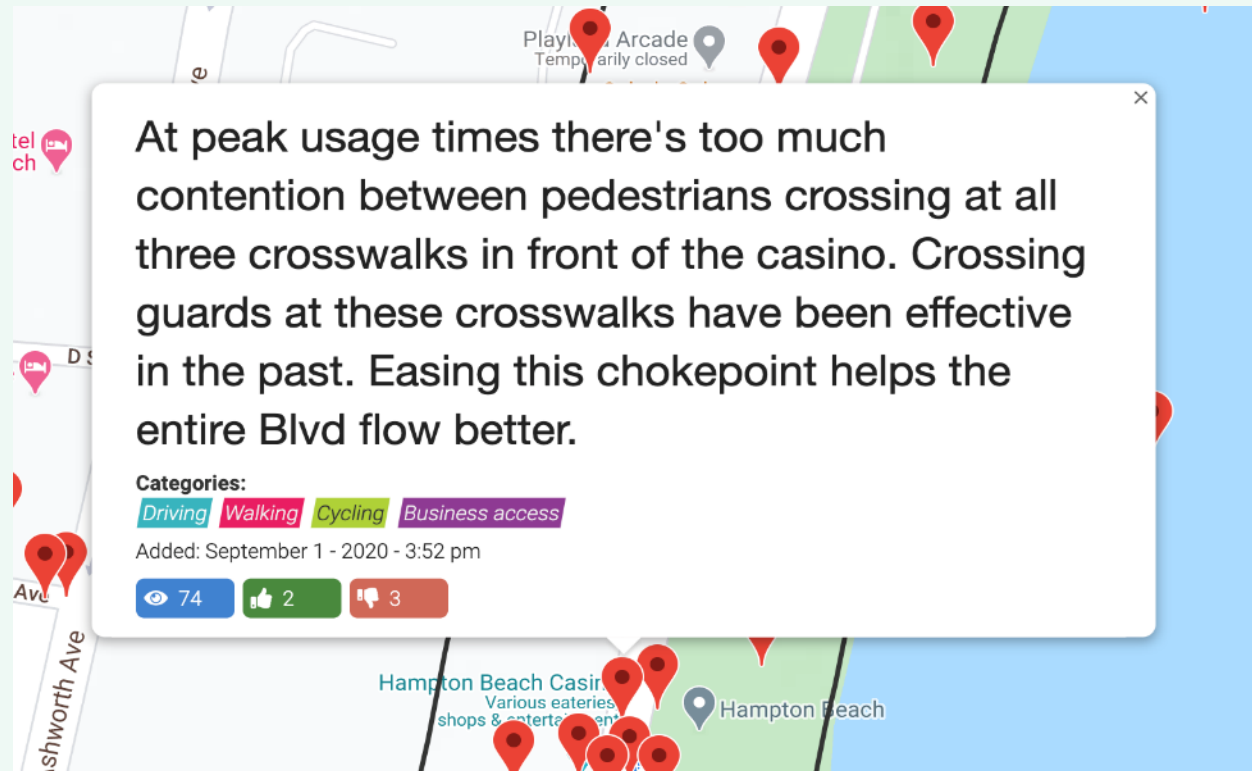 Playl Arcade
Temporarily closed
tel
ch
×
At peak usage times there's too much
contention between pedestrians crossing at all
three crosswalks in front of the casino. Crossing
guards at these crosswalks have been effective
in the past. Easing this chokepoint helps the
entire Blvd flow better.
D S
Categories:
Driving Walking Cycling Business access
Added: September 1 - 2020 - 3:52 pm
74 2 3
Ave
shworth Ave
Hampton Beach Casin
Various eateries
shops & entertainment
Hampton Beach